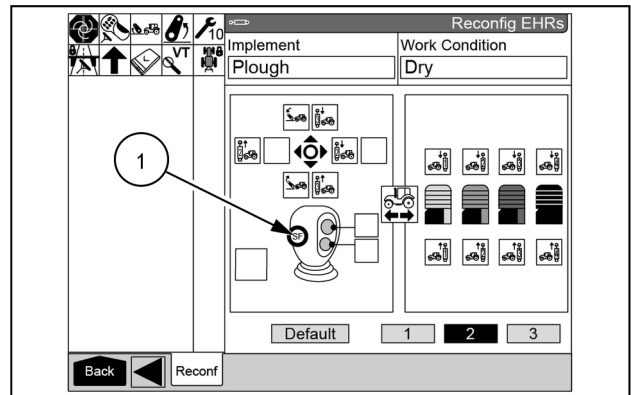 10
Reconfig EHRs
VT
Implement
Work Condition
Plough
Dry
1
SF
Default
1
2
3
Back
Reconf